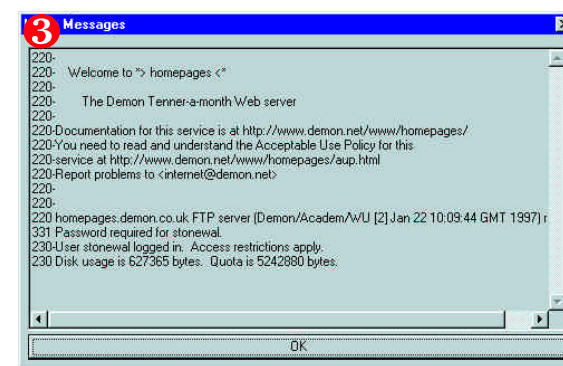 3 Messages
220-
220- Welcome to *> homepages <*
220-
220- The Demon Tenner-a-month Web server
220-
220-Documentation for this service is at http://www.demon.net/www/homepages/
220-You need to read and understand the Acceptable Use Policy for this
220-service at http://www.demon.net/www/homepages/aup.html
220-Report problems to <internet@demon.net>
220-
220-
220 homepages.demon.co.uk FTP server (Demon/Academ/WU [2] Jan 22 10:09:44 GMT 1997) r
331 Password required for stonewal.
230-User stonewal logged in. Access restrictions apply.
230 Disk usage is 627365 bytes. Quota is 5242880 bytes.
OK